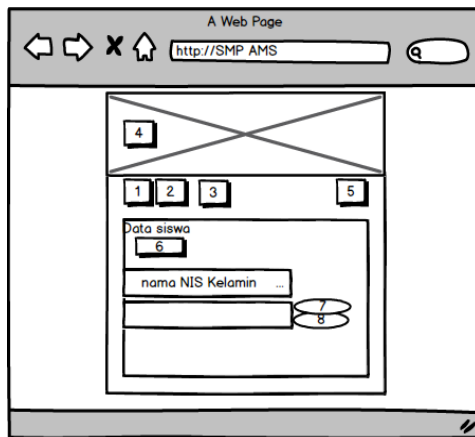 A Web Page
http://SMP AMS
4
1 2 3 5
Data siswa
6
nama NIS Kelamin ...
7
8